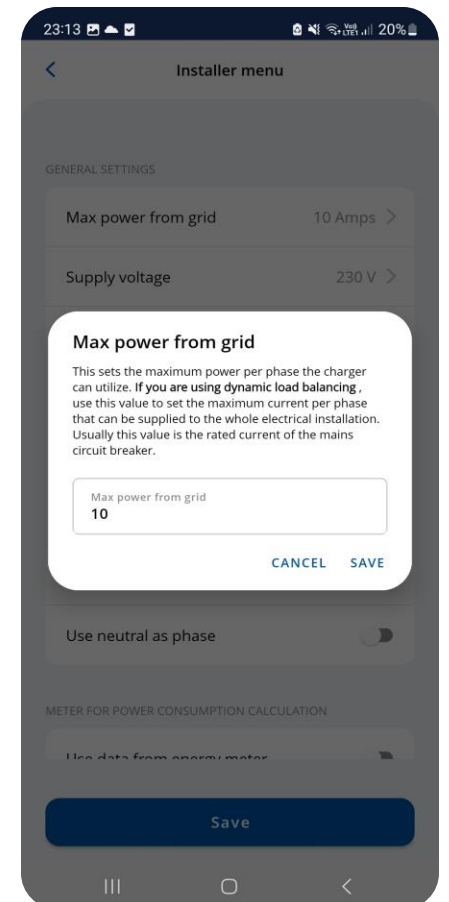 23:13 20%
Installer menu
GENERAL SETTINGS
Max power from grid 10 Amps
Supply voltage 230 V
Max power from grid
This sets the maximum power per phase the charger
can utilize. If you are using dynamic load balancing ,
use this value to set the maximum current per phase
that can be supplied to the whole electrical installation.
Usually this value is the rated current of the mains
circuit breaker.
Max power from grid
10
CANCEL SAVE
Use neutral as phase
METER FOR POWER CONSUMPTION CALCULATION
Use data from energy meter
Save